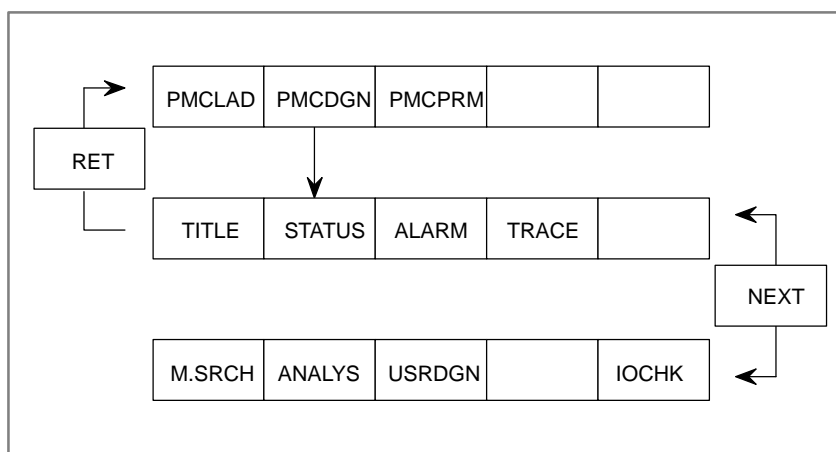 PMCLAD PMCDGN PMCPRM
RET
TITLE STATUS ALARM TRACE
NEXT
M.SRCH ANALYS USRDGN IOCHK